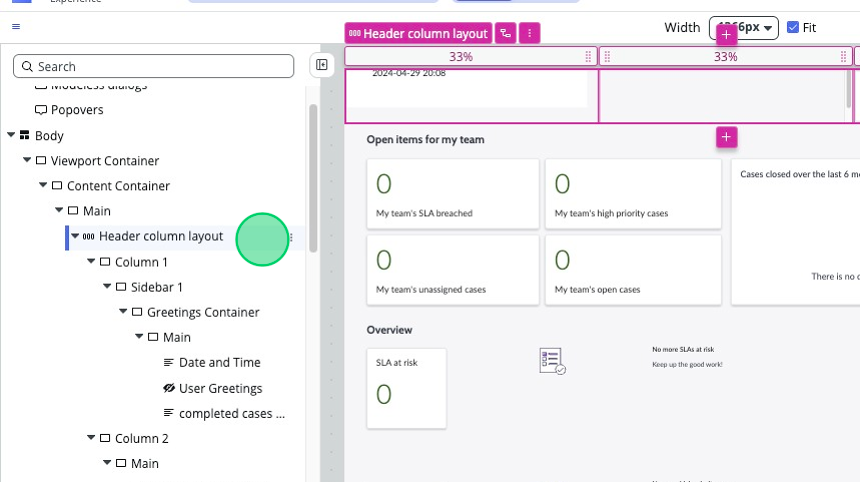 Experience
Header column layout
Width
1366px
Fit
Search
33%
33%
Modeless dialogs
2024-04-29 20:08
Popovers
Body
Open items for my team
Viewport Container
Content Container
0
0
Cases closed over the last 6 m
Main
My team's SLA breached
My team's high priority cases
Header column layout
Column 1
0
0
There is no
Sidebar 1
My team's unassigned cases
My team's open cases
Greetings Container
Overview
Main
No more SLAs at risk
SLA at risk
Keep up the good work!
Date and Time
0
User Greetings
completed cases ...
Column 2
Main